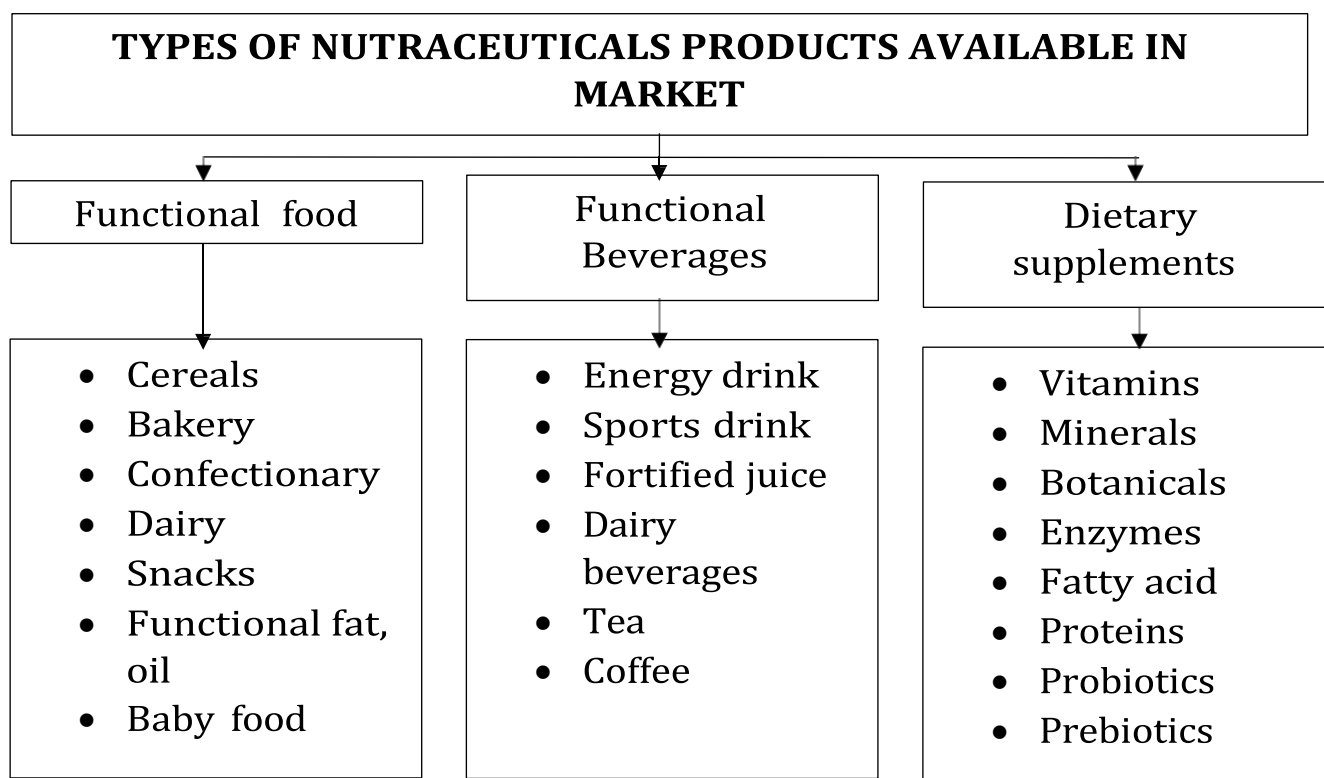 TYPES OF NUTRACEUTICALS PRODUCTS AVAILABLE IN
MARKET
Functional food
Functional
Beverages
Dietary
supplements
• Cereals
• Bakery
• Confectionary
• Dairy
• Snacks
• Functional fat,
oil
• Baby food
• Energy drink
• Sports drink
• Fortified juice
• Dairy
beverages
• Tea
• Coffee
• Vitamins
• Minerals
• Botanicals
• Enzymes
• Fatty acid
• Proteins
• Probiotics
• Prebiotics